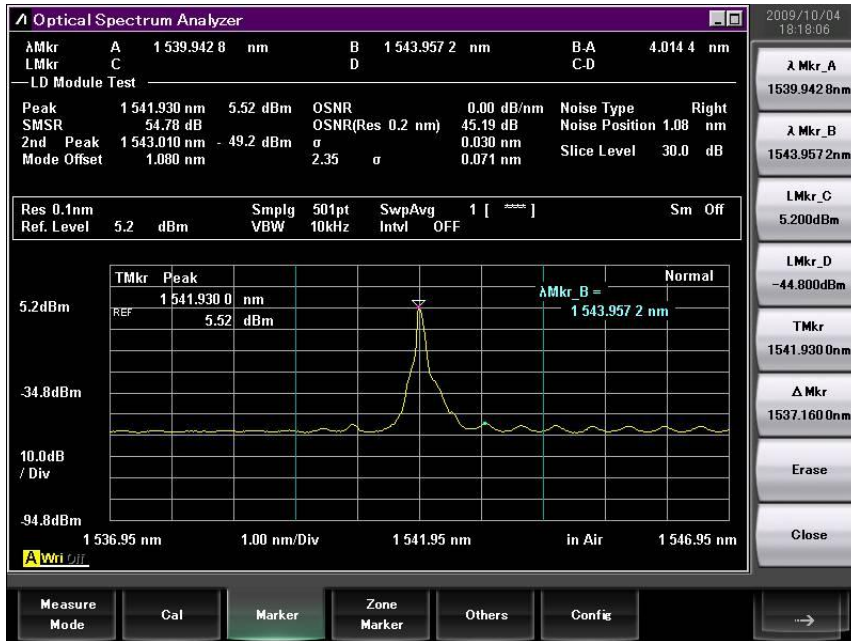 Optical Spectrum Analyzer
2009/10/04
18:18:06
λMkr A 1 539.942 8 nm B 1 543.957 2 nm B-A 4.014 4 nm
LMkr C D C-D
LD Module Test
Peak 1 541.930 nm 5.52 dBm OSNR 0.00 dB/nm Noise Type Right
SMSR 54.78 dB OSNR(Res 0.2 nm) 45.19 dB Noise Position 1.08 nm
2nd Peak 1 543.010 nm - 49.2 dBm σ 0.030 nm
Mode Offset 1.080 nm 2.35 σ 0.071 nm Slice Level 30.0 dB
Res 0.1nm Smplg 501pt SwpAvg 1 [ ] Sm Off
Ref. Level 5.2 dBm VBW 10kHz Intvl OFF
TMkr Peak Normal
1 541.930 0 nm
5.52 dBm
λMkr_B =
1 543.957 2 nm
5.2dBm
REF
-34.8dBm
10.0dB
/ Div
-94.8dBm
1 536.95 nm 1.00 nm/Div 1 541.95 nm in Air 1 546.95 nm
A Wri Off
λ Mkr_A
1539.942 8nm
λ Mkr_B
1543.957 2nm
LMkr_C
5.200dBm
LMkr_D
-44.800dBm
TMkr
1541.930 0nm
Δ Mkr
1537.160 0nm
Erase
Close
Measure
Mode
Cal
Marker
Zone
Marker
Others
Config